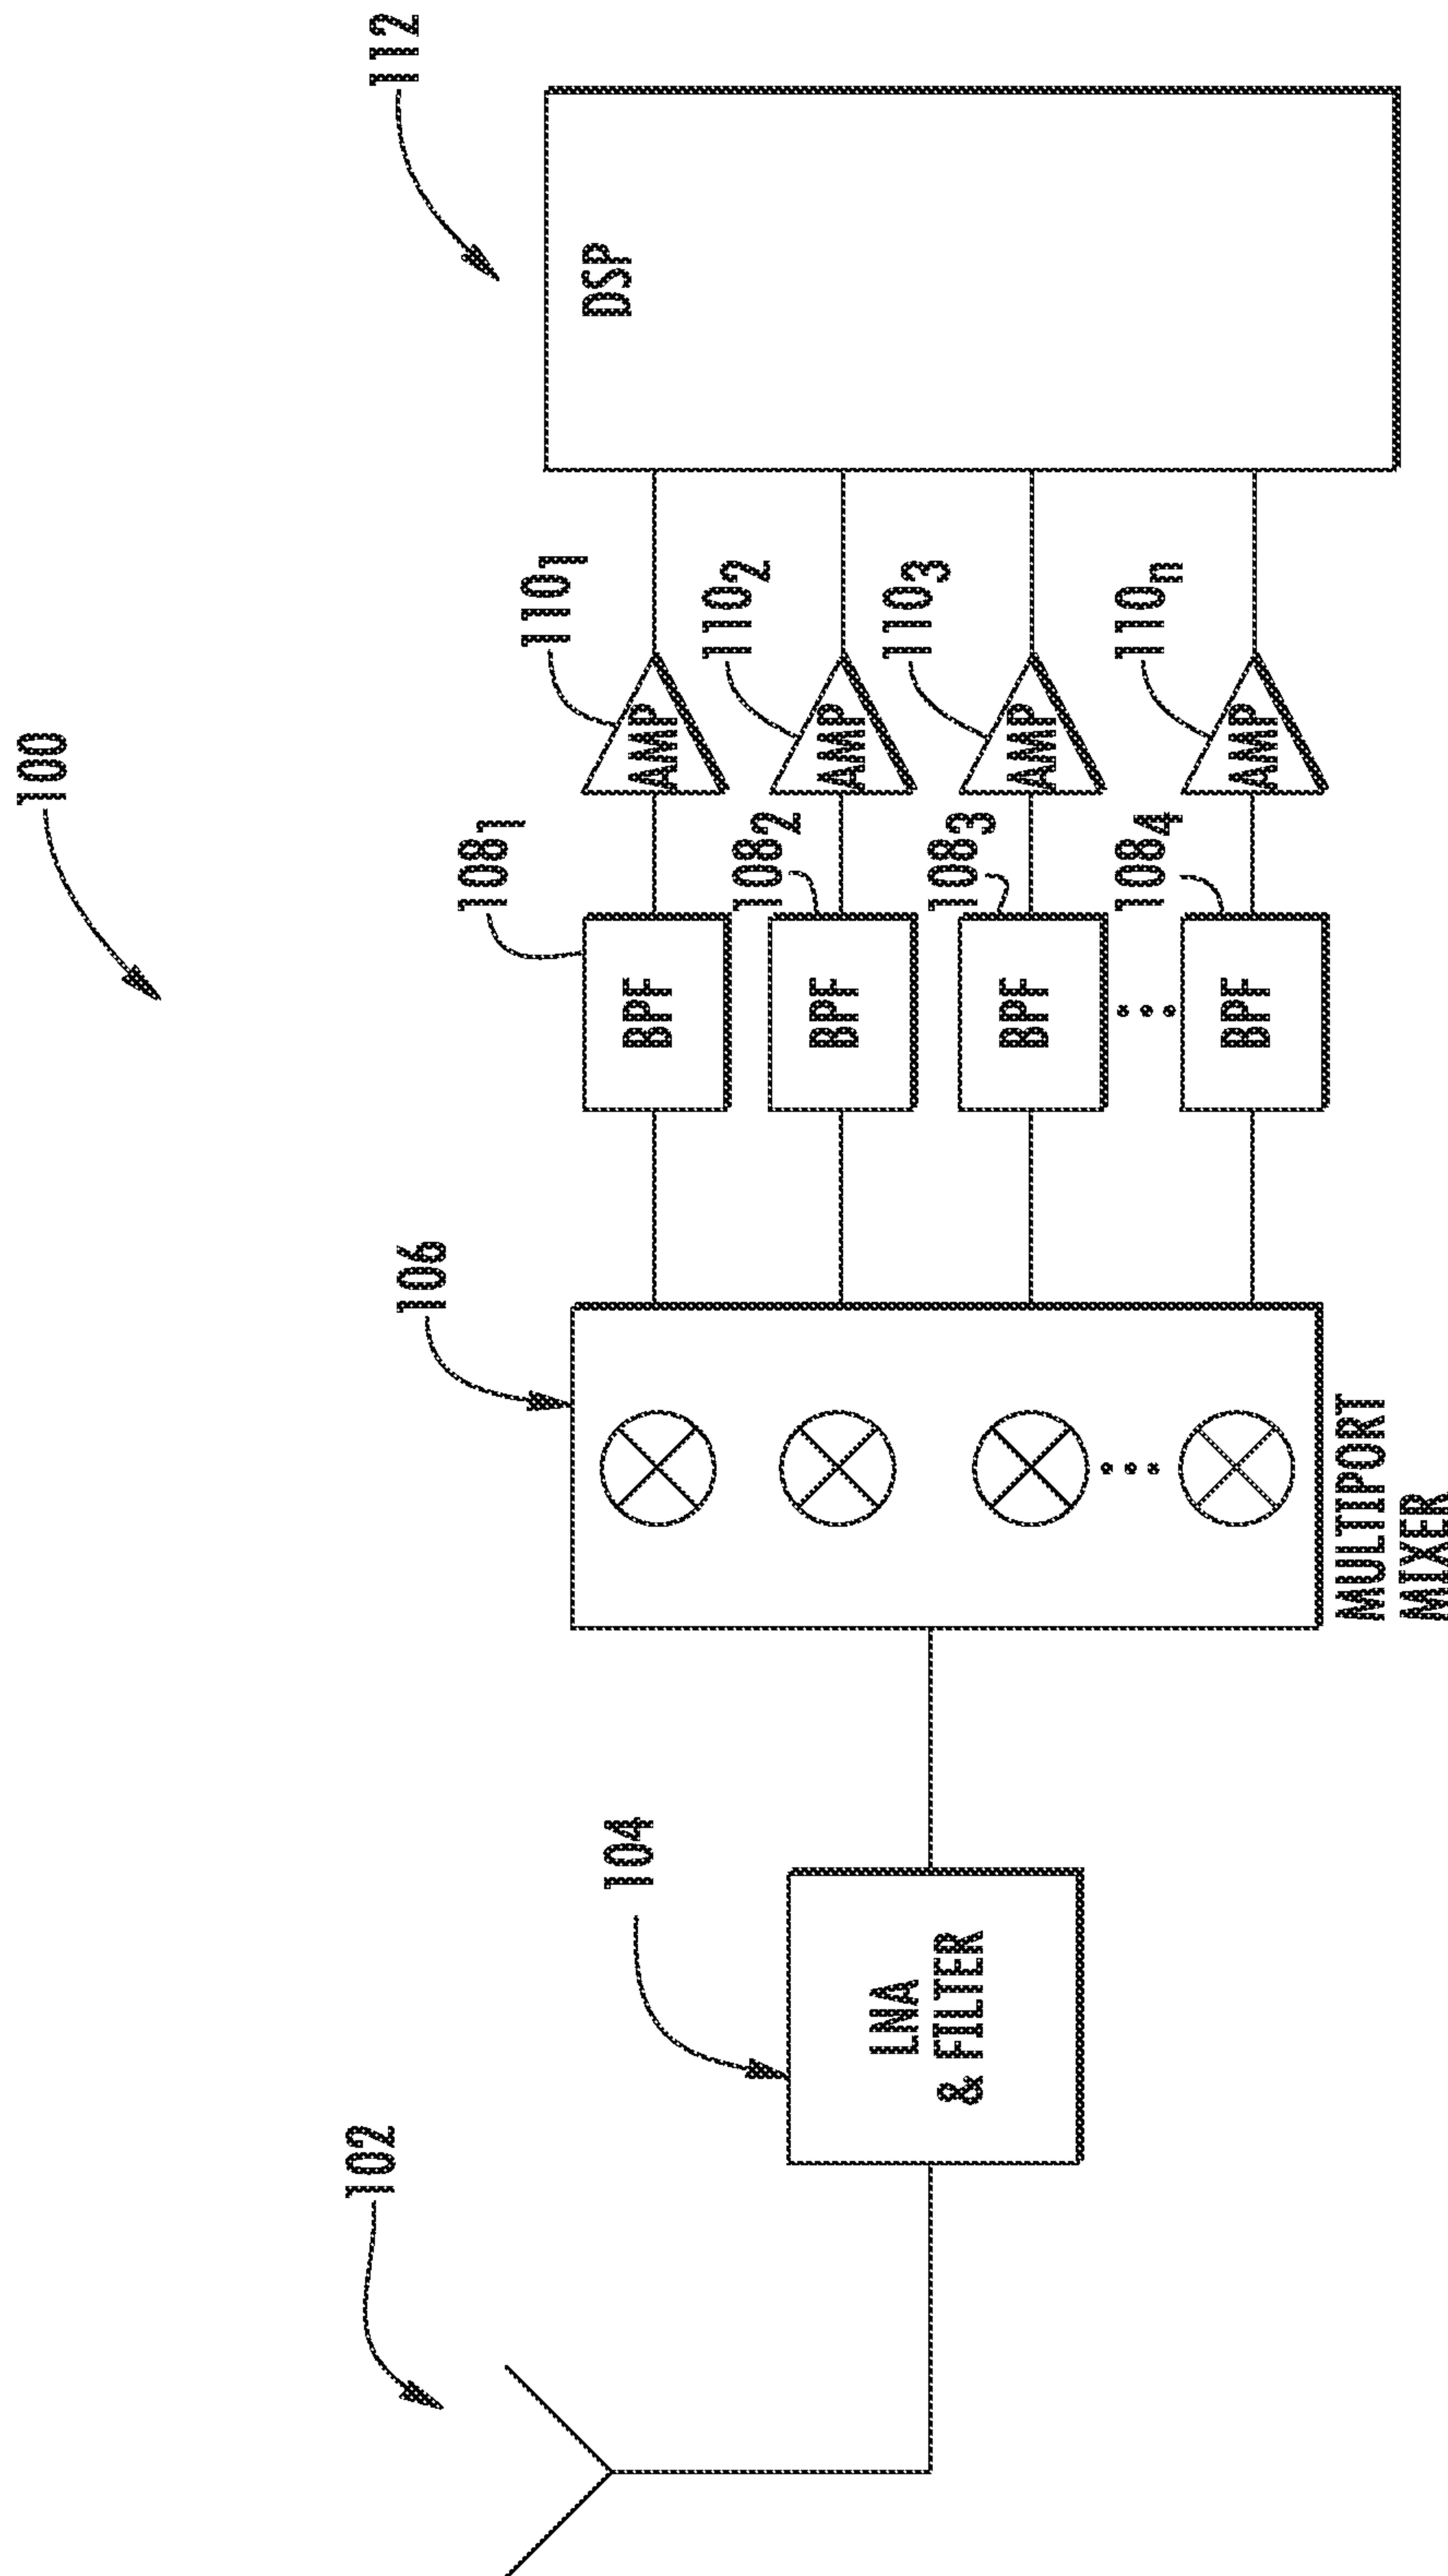 100
102
104
LNA
& FILTER
106
MULTIPORT
MIXER
108₁
108₂
108₃
108₄
BPF
BPF
BPF
BPF
110₁
110₂
110₃
110ₙ
AMP
AMP
AMP
AMP
112
DSP